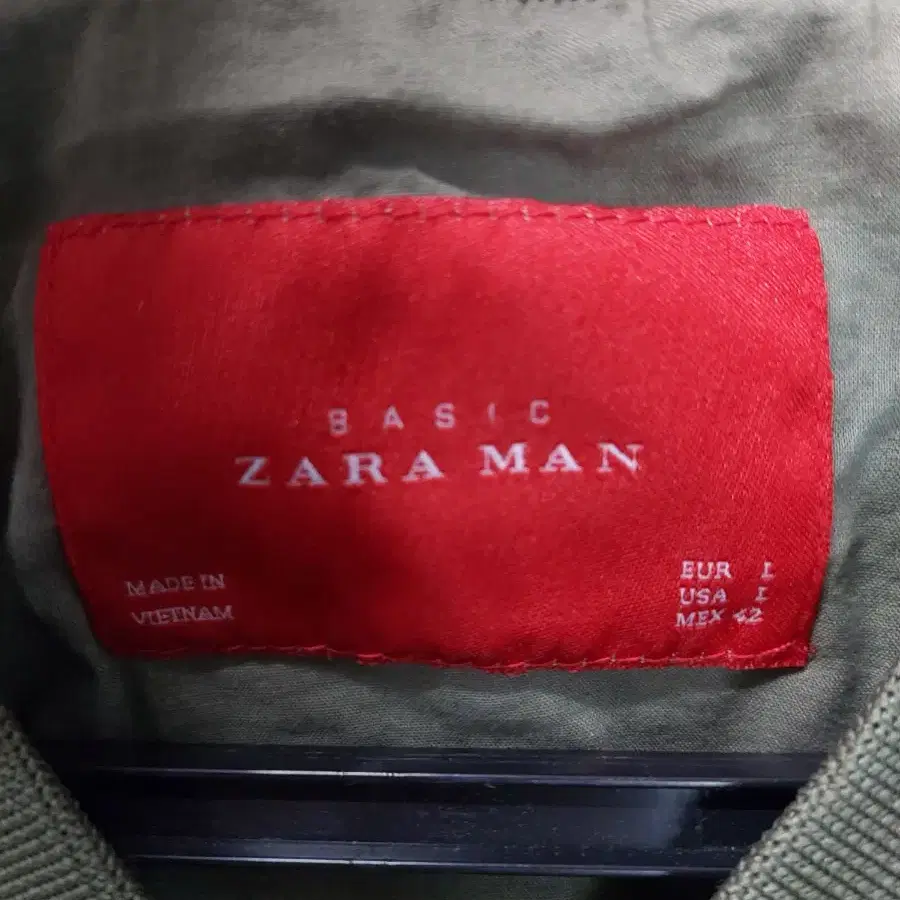 BASIC
ZARA MAN
MADE IN
VIETNAM
EUR L
USA L
MEX 42